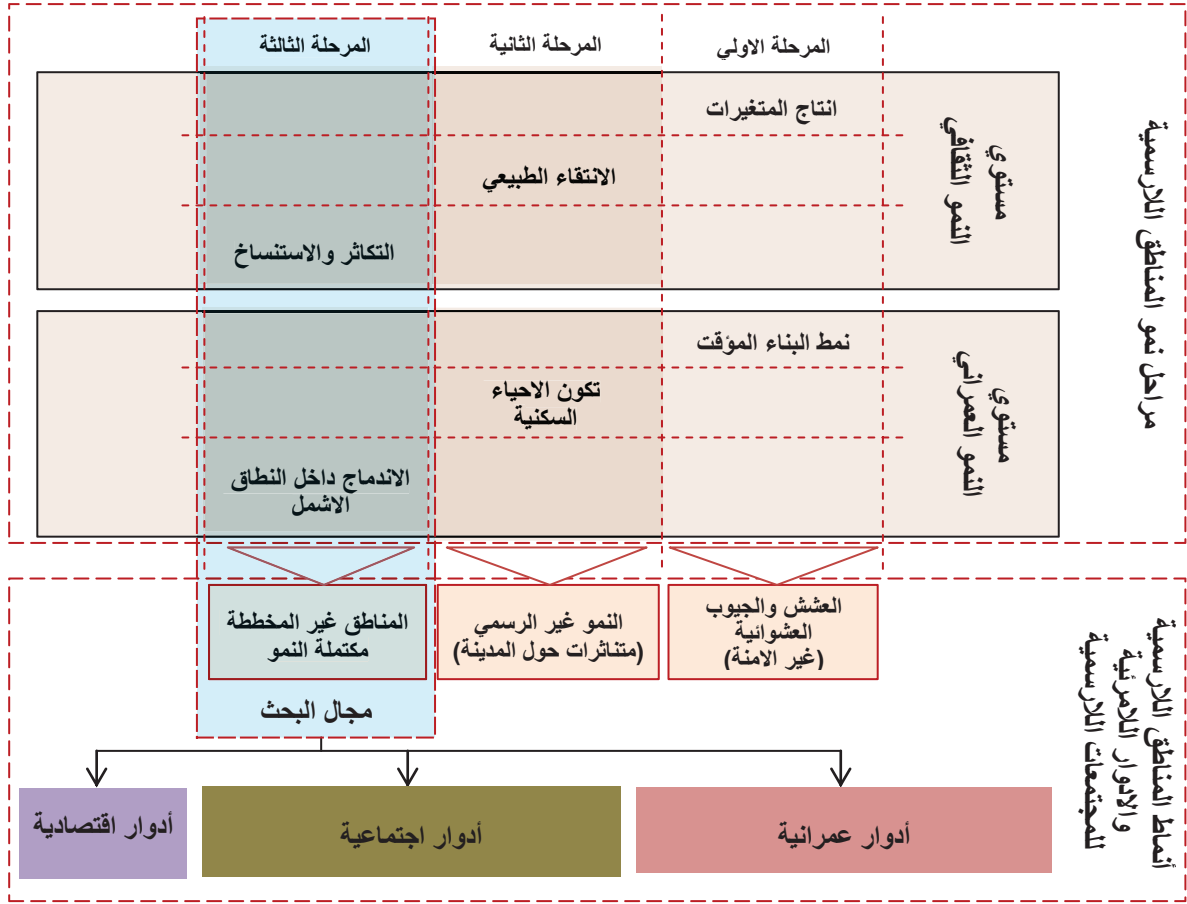 المرحلة الاولي
المرحلة الثانية
المرحلة الثالثة
مراحل نمو المناطق اللارسمية
مستوي
النمو الثقافي
انتاج المتغيرات
الانتقاء الطبيعي
التكاثر والاستنساخ
مستوي
النمو العمراني
نمط البناء المؤقت
تكون الاحياء
السكنية
الاندماج داخل النطاق
الاشمل
أنماط المناطق اللارسمية
والادوار اللامرئية
للمجتمعات اللارسمية
العشش والجيوب
العشوائية
(غير الامنة)
النمو غير الرسمي
(متناثرات حول المدينة)
المناطق غير المخططة
مكتملة النمو
مجال البحث
أدوار عمرانية
أدوار اجتماعية
أدوار اقتصادية